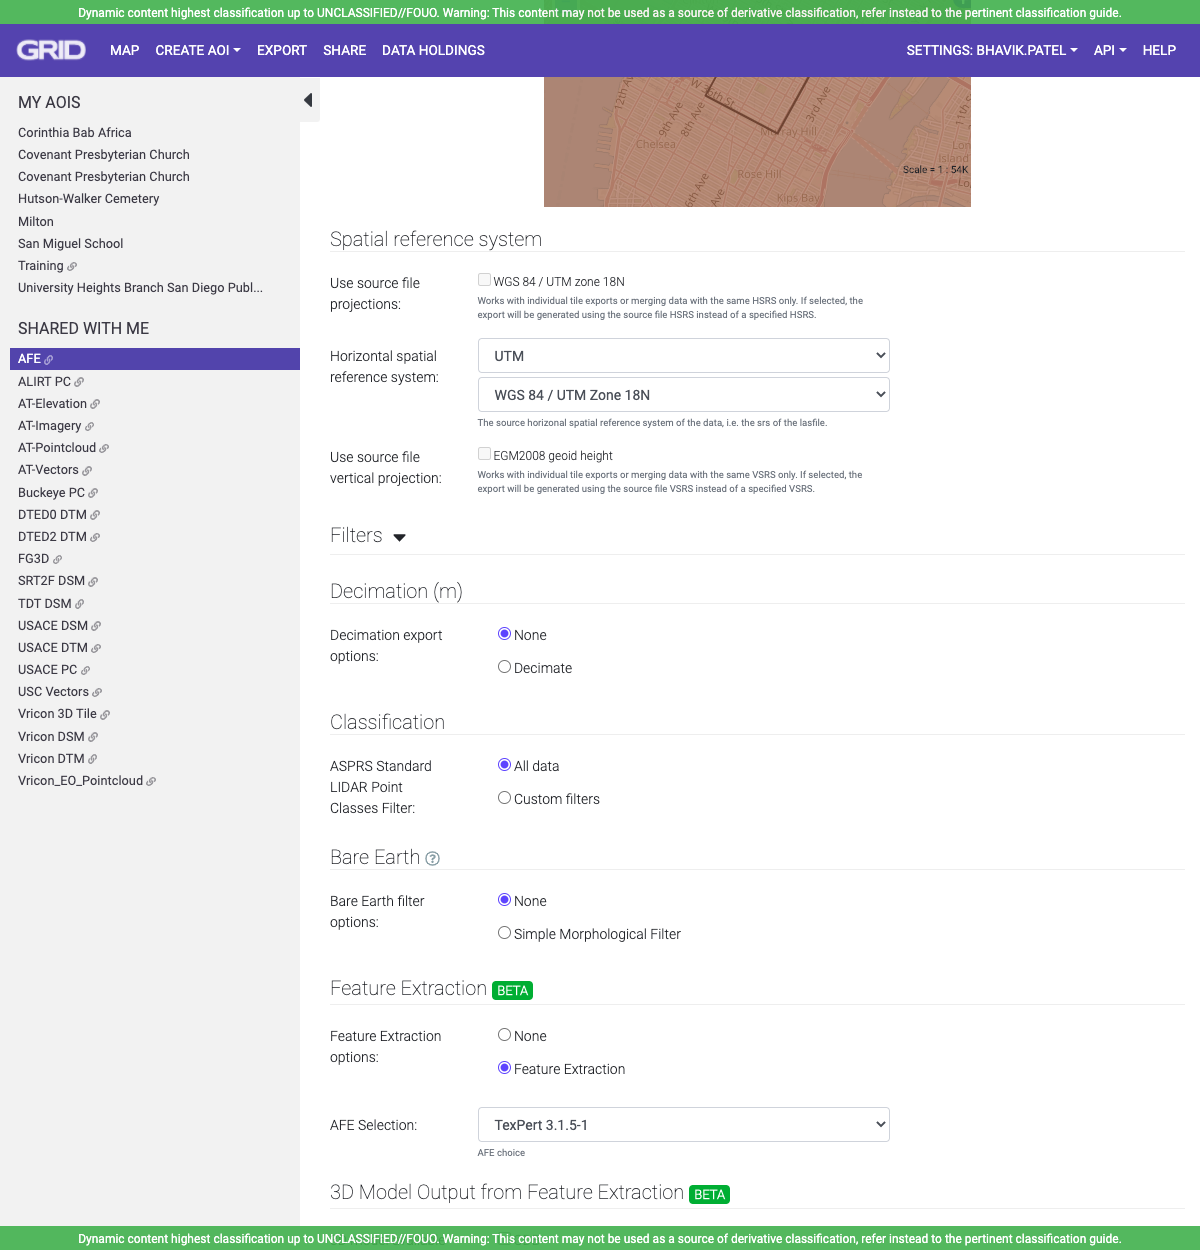 Dynamic content highest classification up to UNCLASSIFIED//FOUO. Warning: This content may not be used as a source of derivative classification, refer instead to the pertinent classification guide.
GRID MAP CREATE AOI EXPORT SHARE DATA HOLDINGS SETTINGS: BHAVIK.PATEL API HELP
MY AOIS
Corinthia Bab Africa
Covenant Presbyterian Church
Covenant Presbyterian Church
Hutson-Walker Cemetery
Milton
San Miguel School
Training
University Heights Branch San Diego Publ...
SHARED WITH ME
AFE
ALIRT PC
AT-Elevation
AT-Imagery
AT-Pointcloud
AT-Vectors
Buckeye PC
DTED0 DTM
DTED2 DTM
FG3D
SRT2F DSM
TDT DSM
USACE DSM
USACE DTM
USACE PC
USC Vectors
Vricon 3D Tile
Vricon DSM
Vricon DTM
Vricon_EO_Pointcloud
12th Av
W 35th St
9th Ave
8th Ave
3rd Ave
11th S
Murray Hill
Chelsea
Lon
Island
Scale = 1 : 54K
Rose Hill
Lo
6th Ave
Ave
Kips Bay
Spatial reference system
Use source file
projections:
WGS 84 / UTM zone 18N
Works with individual tile exports or merging data with the same HSRS only. If selected, the
export will be generated using the source file HSRS instead of a specified HSRS.
Horizontal spatial
reference system:
UTM
WGS 84 / UTM Zone 18N
The source horizonal spatial reference system of the data, i.e. the srs of the lasfile.
Use source file
vertical projection:
EGM2008 geoid height
Works with individual tile exports or merging data with the same VSRS only. If selected, the
export will be generated using the source file VSRS instead of a specified VSRS.
Filters
Decimation (m)
Decimation export
options:
None
Decimate
Classification
ASPRS Standard
LIDAR Point
Classes Filter:
All data
Custom filters
Bare Earth ?
Bare Earth filter
options:
None
Simple Morphological Filter
Feature Extraction BETA
Feature Extraction
options:
None
Feature Extraction
AFE Selection:
TexPert 3.1.5-1
AFE choice
3D Model Output from Feature Extraction BETA
Dynamic content highest classification up to UNCLASSIFIED//FOUO. Warning: This content may not be used as a source of derivative classification, refer instead to the pertinent classification guide.